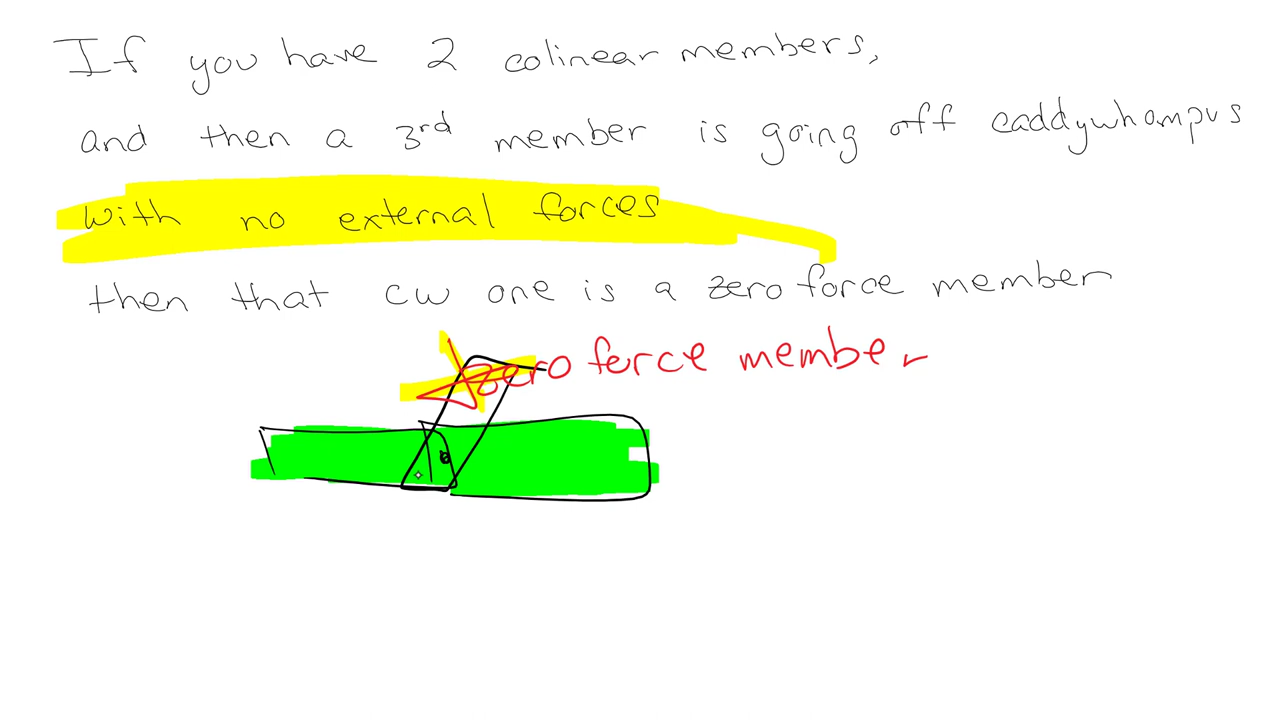 If you have 2 colinear members,
and then a 3rd member is going off caddywhampus
with no external forces
then that cw one is a zero force member
zero force member